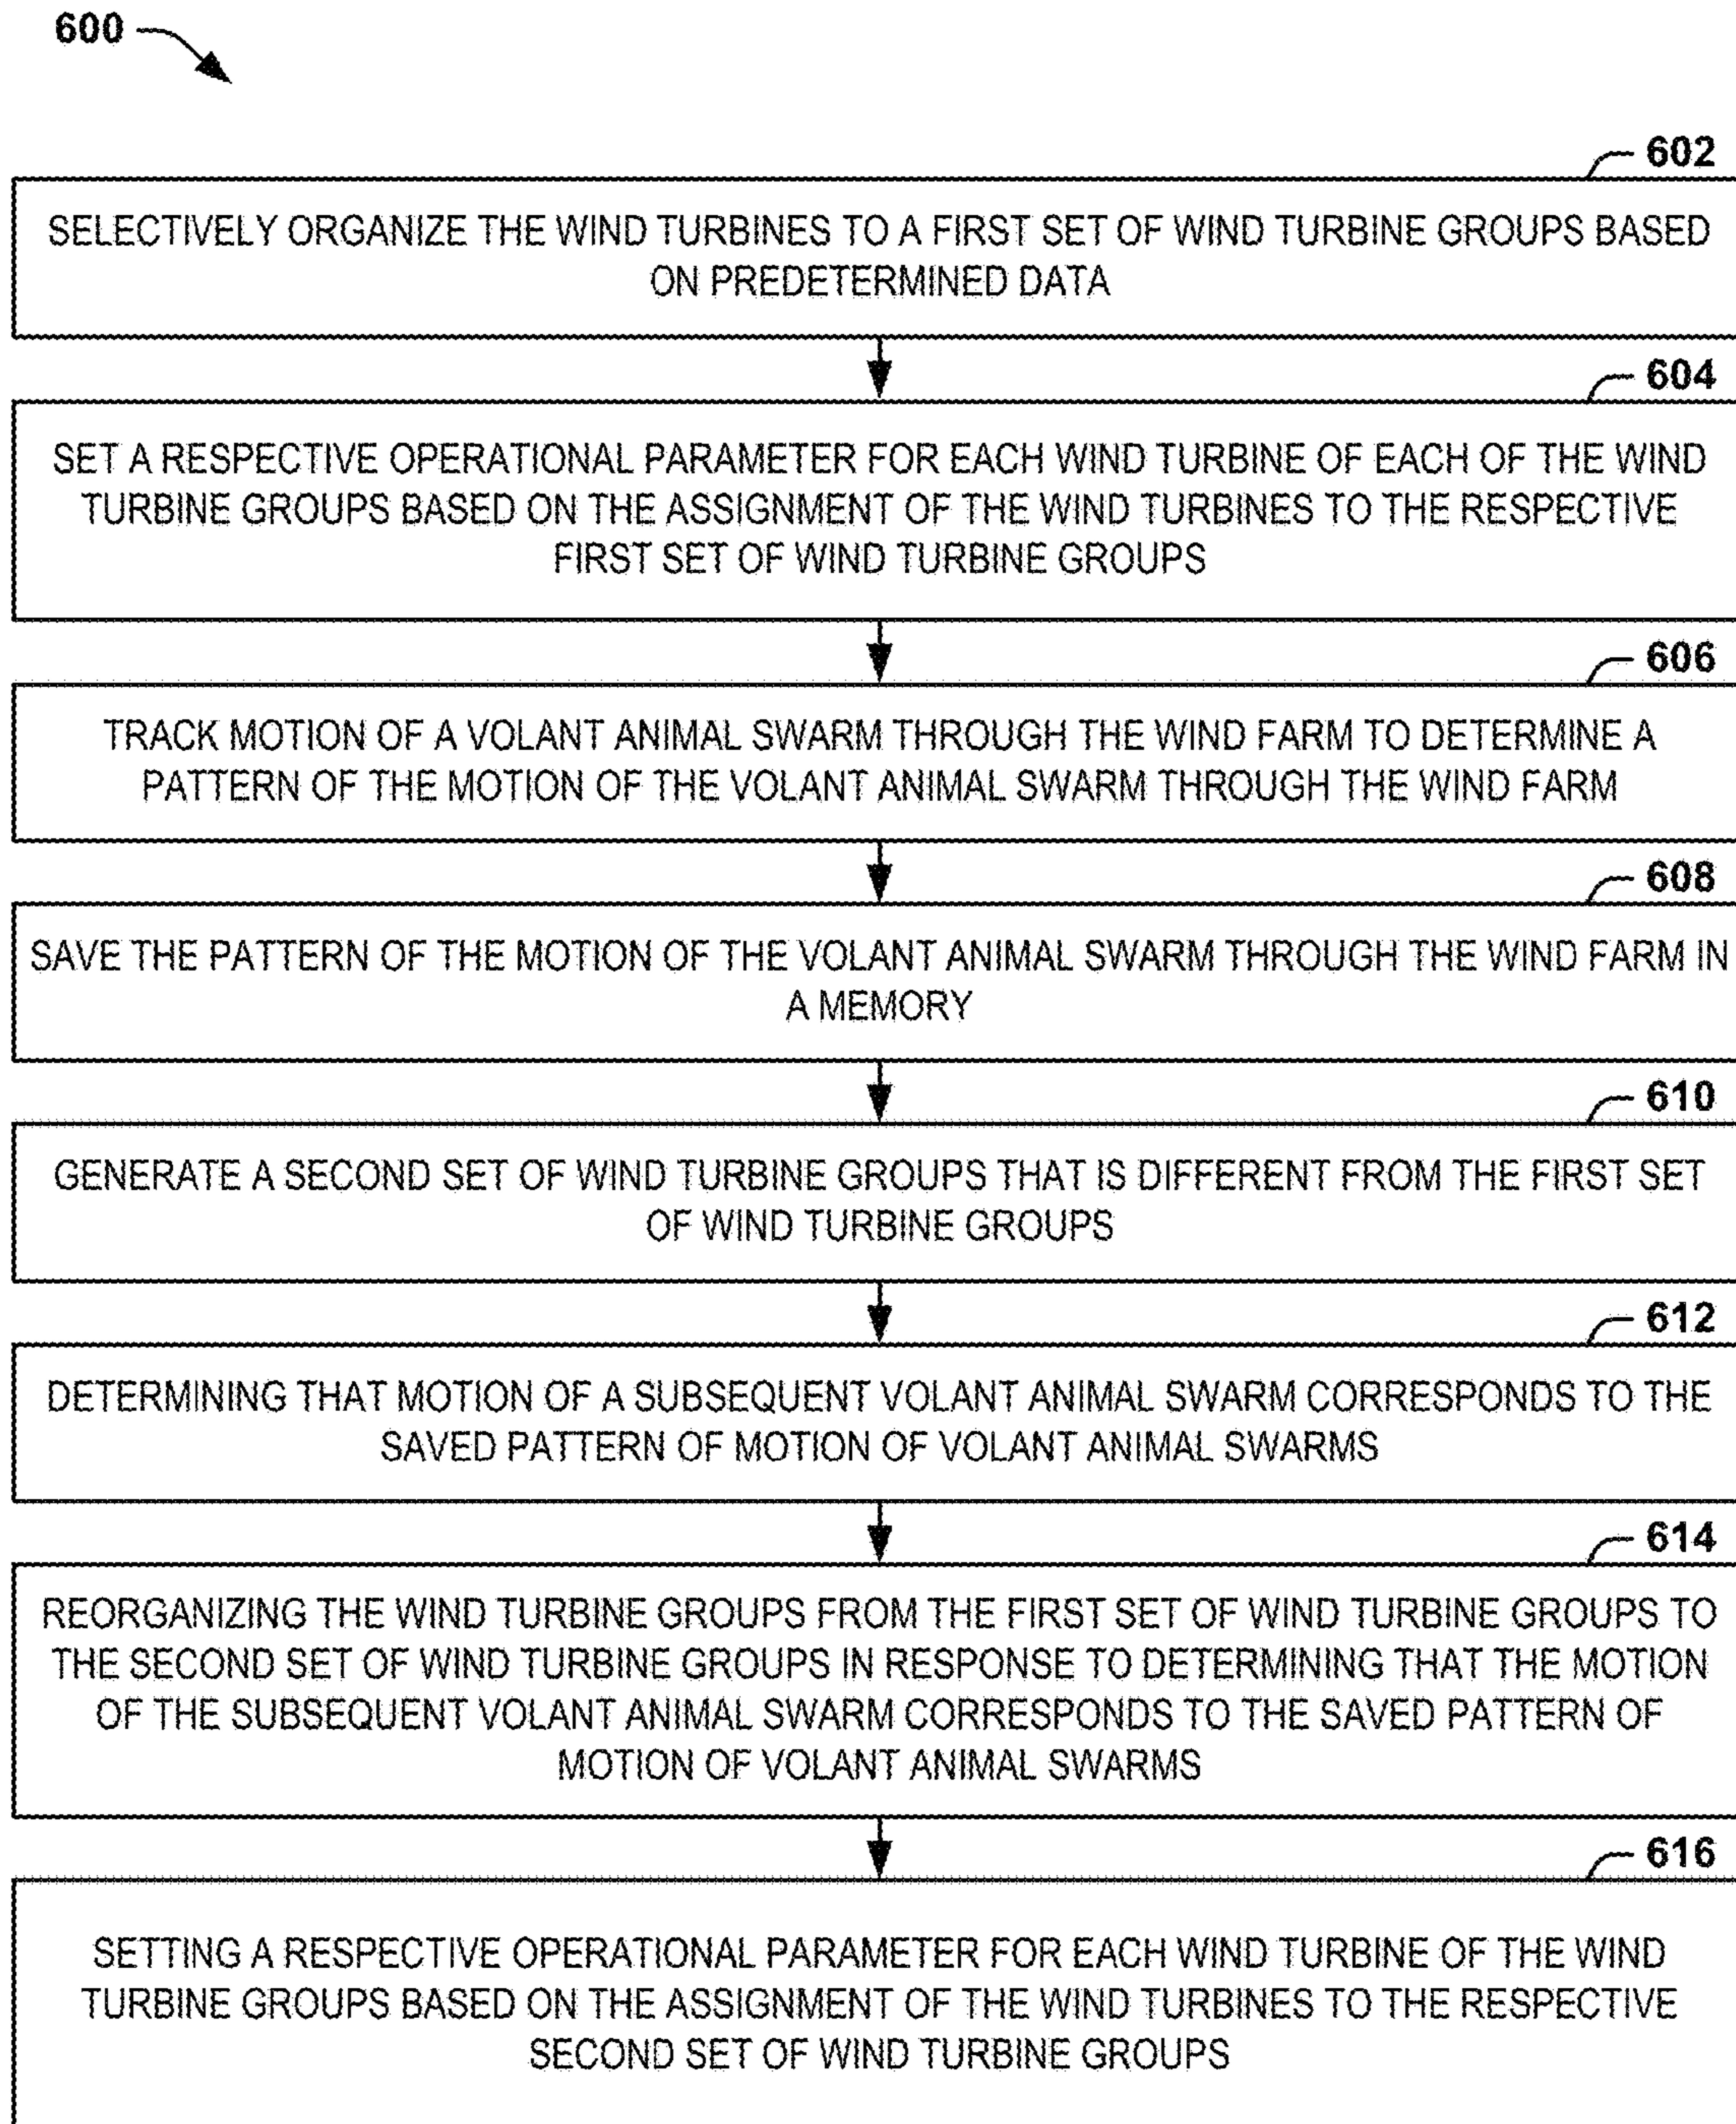 600
602
SELECTIVELY ORGANIZE THE WIND TURBINES TO A FIRST SET OF WIND TURBINE GROUPS BASED
ON PREDETERMINED DATA
604
SET A RESPECTIVE OPERATIONAL PARAMETER FOR EACH WIND TURBINE OF EACH OF THE WIND
TURBINE GROUPS BASED ON THE ASSIGNMENT OF THE WIND TURBINES TO THE RESPECTIVE
FIRST SET OF WIND TURBINE GROUPS
606
TRACK MOTION OF A VOLANT ANIMAL SWARM THROUGH THE WIND FARM TO DETERMINE A
PATTERN OF THE MOTION OF THE VOLANT ANIMAL SWARM THROUGH THE WIND FARM
608
SAVE THE PATTERN OF THE MOTION OF THE VOLANT ANIMAL SWARM THROUGH THE WIND FARM IN
A MEMORY
610
GENERATE A SECOND SET OF WIND TURBINE GROUPS THAT IS DIFFERENT FROM THE FIRST SET
OF WIND TURBINE GROUPS
612
DETERMINING THAT MOTION OF A SUBSEQUENT VOLANT ANIMAL SWARM CORRESPONDS TO THE
SAVED PATTERN OF MOTION OF VOLANT ANIMAL SWARMS
614
REORGANIZING THE WIND TURBINE GROUPS FROM THE FIRST SET OF WIND TURBINE GROUPS TO
THE SECOND SET OF WIND TURBINE GROUPS IN RESPONSE TO DETERMINING THAT THE MOTION
OF THE SUBSEQUENT VOLANT ANIMAL SWARM CORRESPONDS TO THE SAVED PATTERN OF
MOTION OF VOLANT ANIMAL SWARMS
616
SETTING A RESPECTIVE OPERATIONAL PARAMETER FOR EACH WIND TURBINE OF THE WIND
TURBINE GROUPS BASED ON THE ASSIGNMENT OF THE WIND TURBINES TO THE RESPECTIVE
SECOND SET OF WIND TURBINE GROUPS